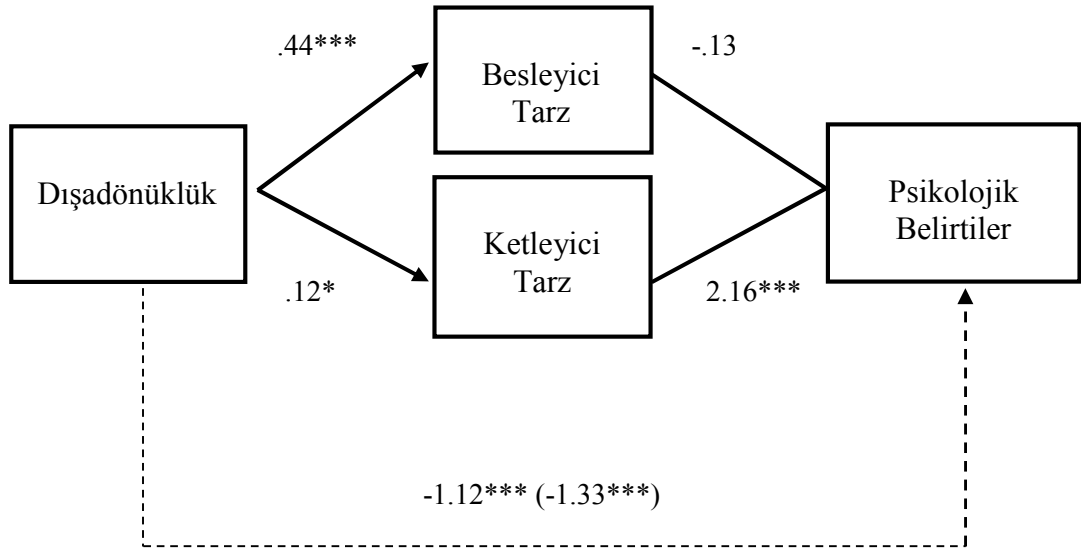 .44***
Besleyici
Tarz
-.13
Dışadönüklük
Psikolojik
Belirtiler
Ketleyici
Tarz
.12*
2.16***
-1.12*** (-1.33***)